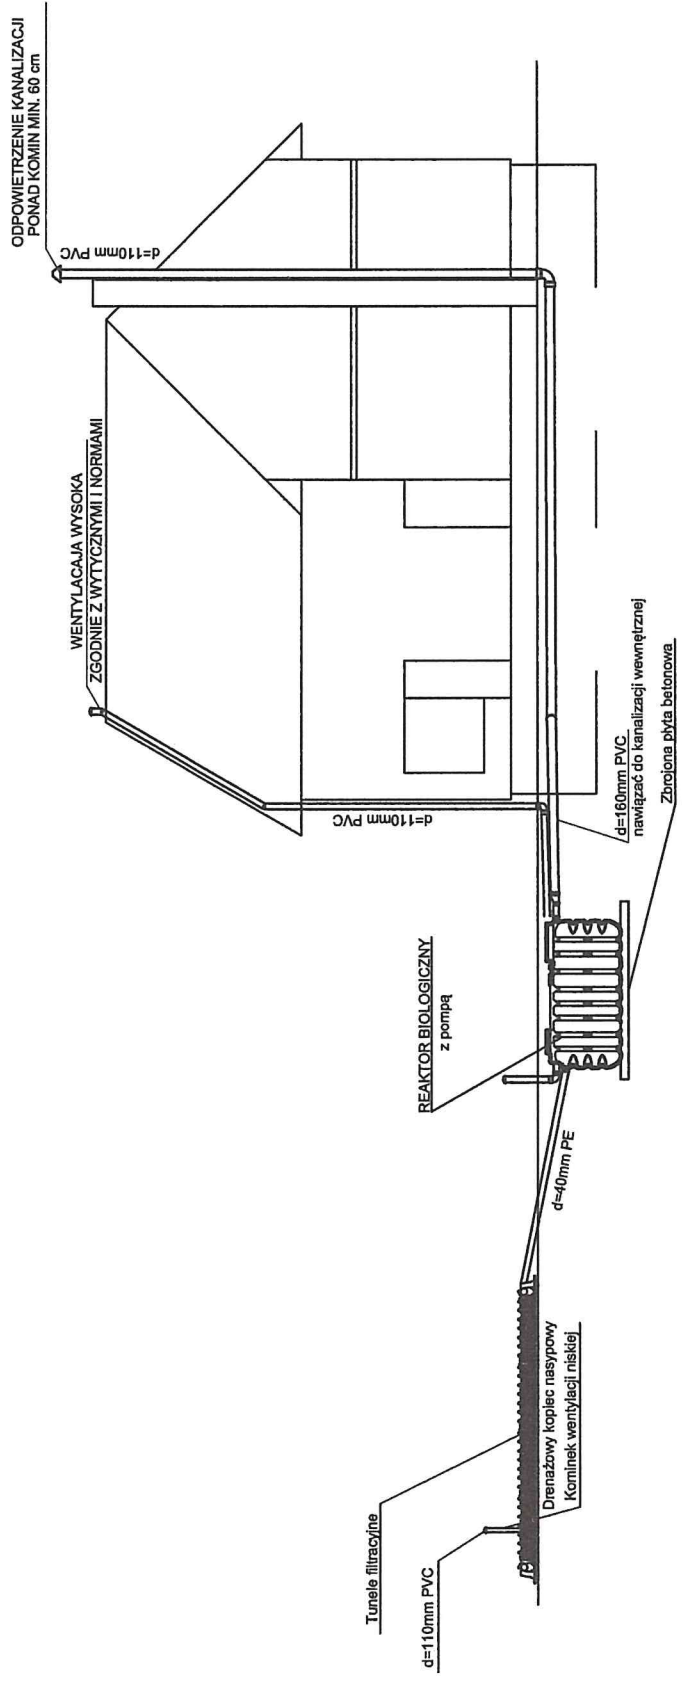 ODPOWIETRZENIE KANALIZACJI
PONAD KOMIN MIN. 60 cm
d=110mm PVC
WENTYLACAJA WYSOKA
ZGODNIE Z WYTYCZNYMI I NORMAMI
d=110mm PVC
d=160mm PVC
nawiązać do kanalizacji wewnętrznej
Zbrojona płyta betonowa
REAKTOR BIOLOGICZNY
z pompą
d=40mm PE
Drenażowy kopiec nasypowy
Kominek wentylacji niskiej
Tunele filtracyjne
d=110mm PVC